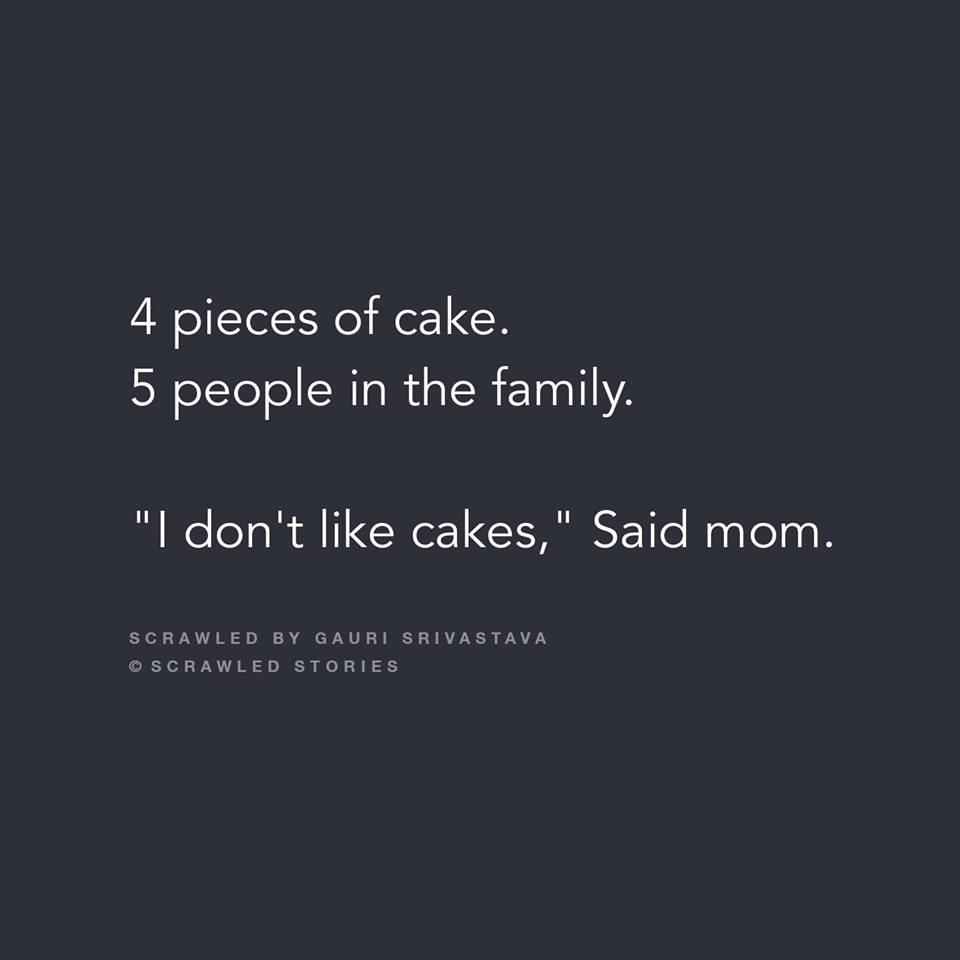 4 pieces of cake.
5 people in the family.
"I don't like cakes," Said mom.
SCRAWLED BY GAURI SRIVASTAVA
© SCRAWLED STORIES